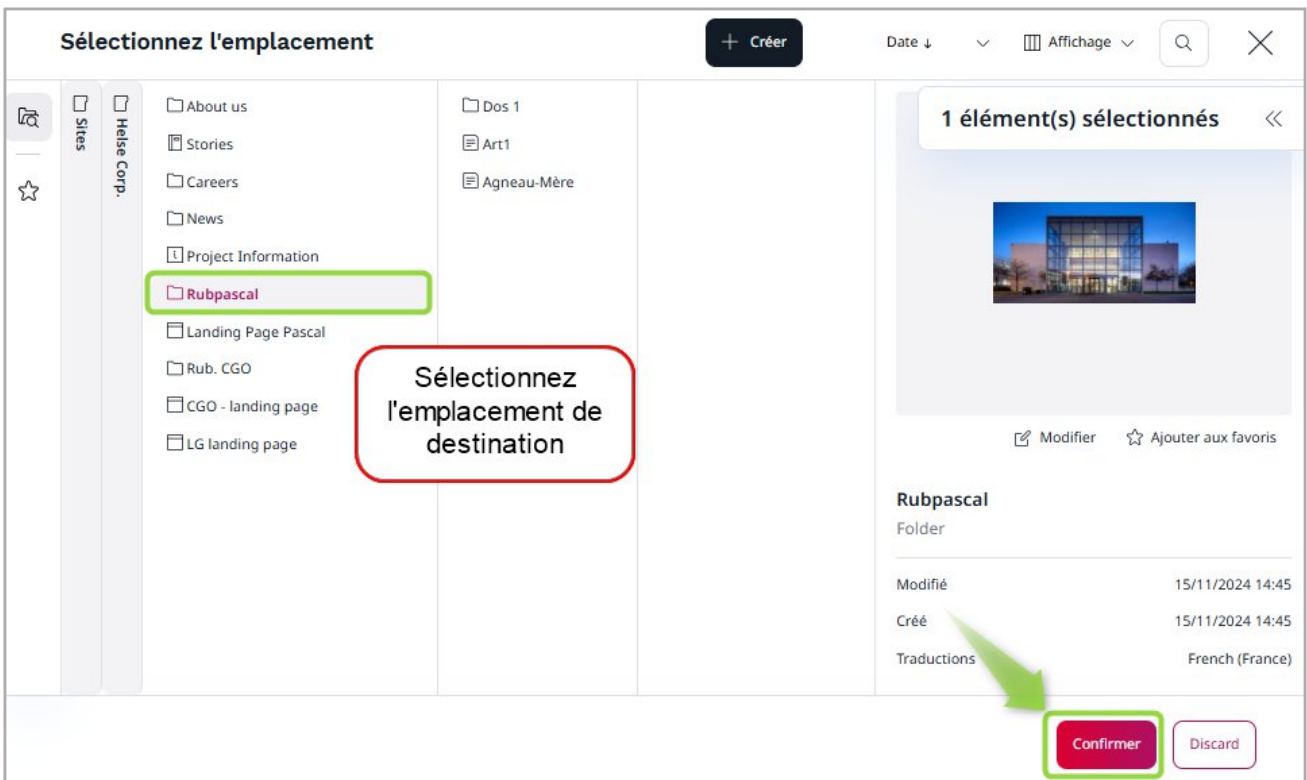 Sélectionnez l'emplacement
Créer
Date ↓
Affichage
Sites
Helse Corp.
About us
Stories
Careers
News
Project Information
Rubpascal
Landing Page Pascal
Rub. CGO
CGO - landing page
LG landing page
Dos 1
Art1
Agneau-Mère
Sélectionnez
l'emplacement de
destination
1 élément(s) sélectionnés
Modifier
Ajouter aux favoris
Rubpascal
Folder
Modifié 15/11/2024 14:45
Créé 15/11/2024 14:45
Traductions French (France)
Confirmer
Discard